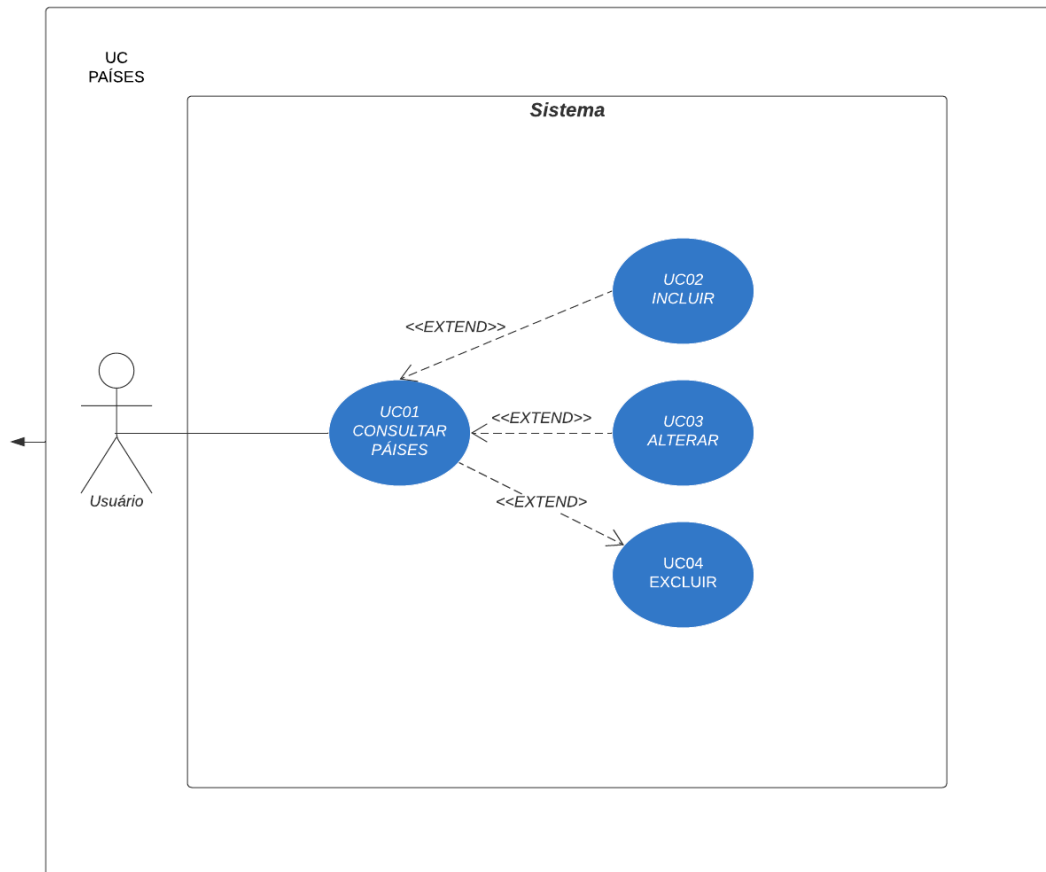 UC
PAÍSES
Sistema
UC02
INCLUIR
<<EXTEND>>
UC01
CONSULTAR
PÁISES
<<EXTEND>>
UC03
ALTERAR
Usuário
<<EXTEND>
UC04
EXCLUIR